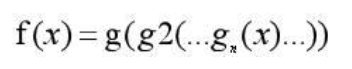 f(x) = g(g2(...gₙ(x)...))